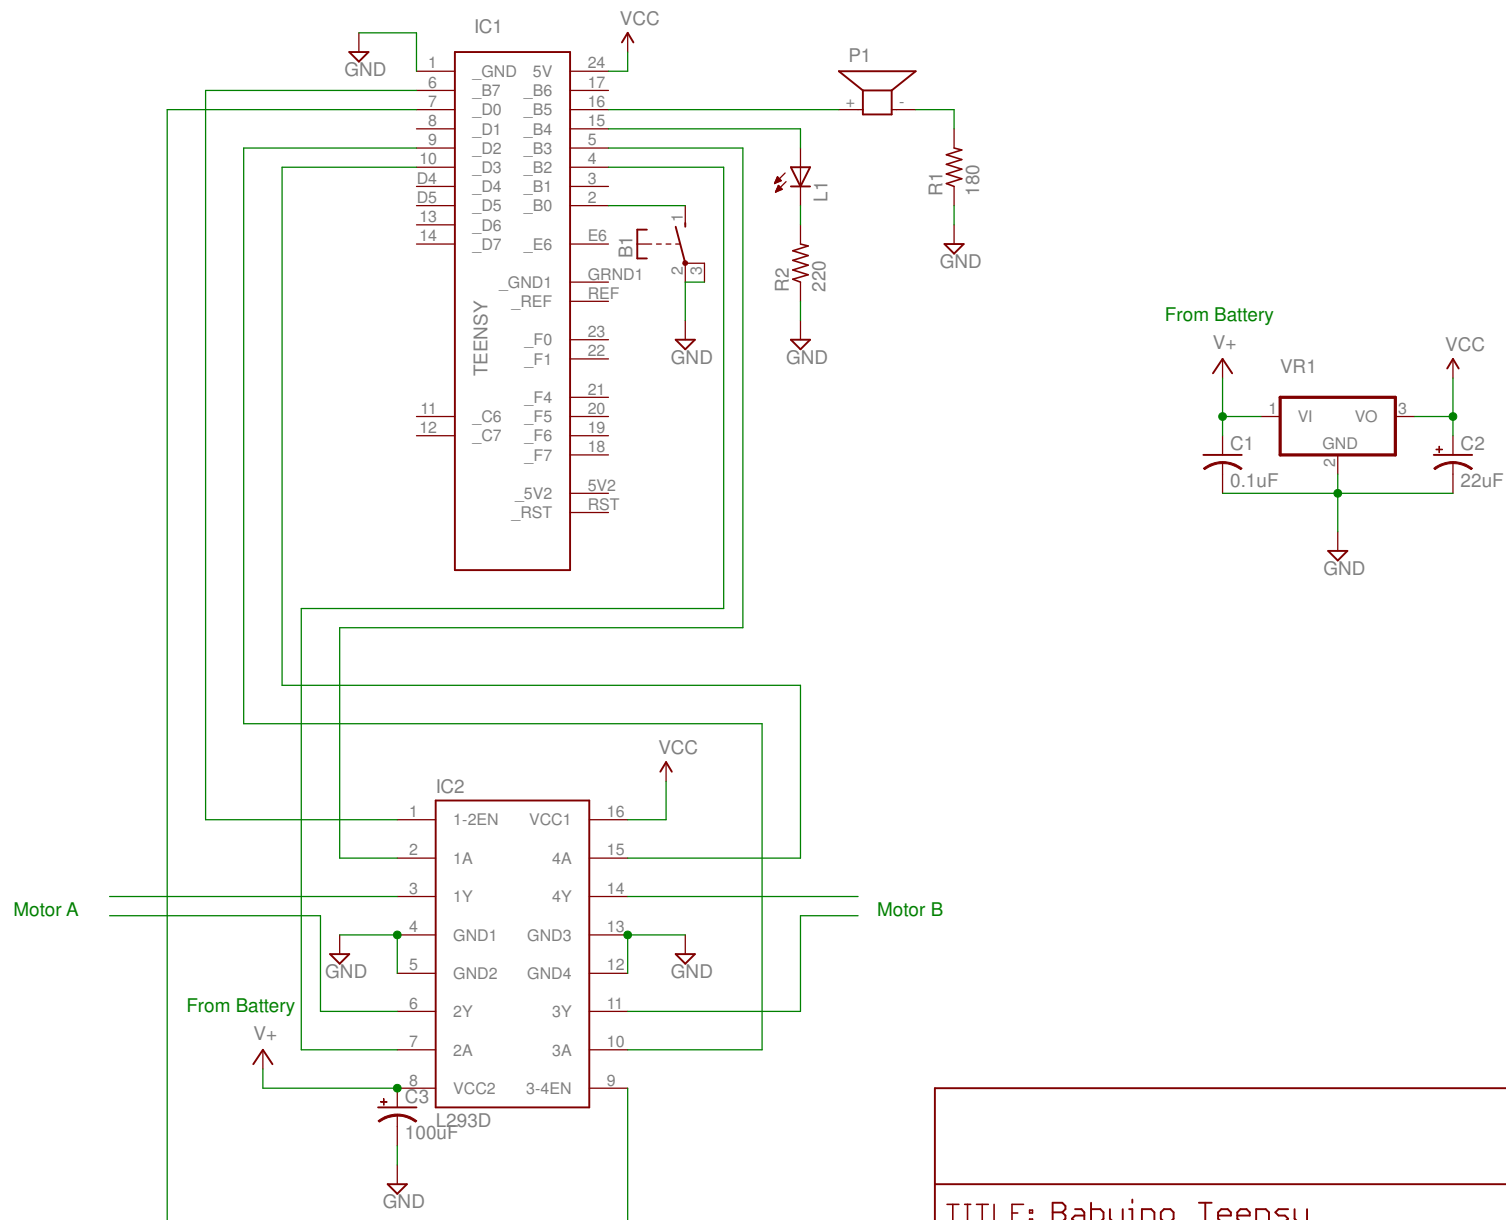 IC1
VCC
GND
P1
1 _GND 5V 24
6 _B7 _B6 17
7 _D0 _B5 16
+ -
8 _D1 _B4 15
9 _D2 _B3 5
10 _D3 _B2 4
D4 _D4 _B1 3
D5 _D5 _B0 2
13 _D6
14 _D7 _E6 E6
_GND1 GRND1
_REF REF
TEENSY
_F0 23
_F1 22
_F4 21
11 _C6 _F5 20
12 _C7 _F6 19
_F7 18
_5V2 5V2
_RST RST
B1
1
2
3
GND
L1
R2
220
GND
R1
180
GND
From Battery
V+
VCC
VR1
1 VI VO 3
GND
2
C1
0.1uF
C2
+
22uF
GND
VCC
IC2
1 1-2EN VCC1 16
2 1A 4A 15
3 1Y 4Y 14
Motor A
Motor B
4 GND1 GND3 13
GND
GND
5 GND2 GND4 12
6 2Y 3Y 11
From Battery
V+
7 2A 3A 10
8 VCC2 3-4EN 9
C3
+
L293D
100uF
GND
TITLE: Babuino Teensy